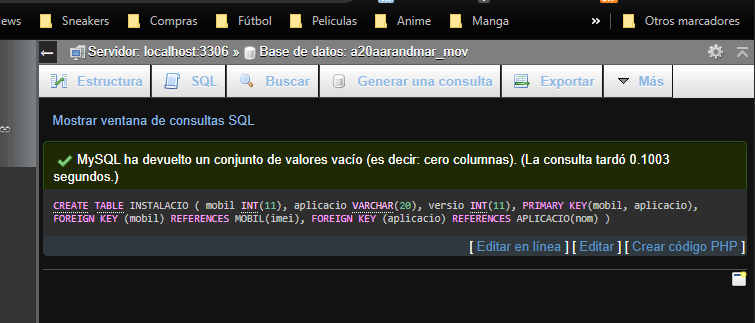 ews Sneakers Compras Fútbol Peliculas Anime Manga » Otros marcadores
Servidor: localhost:3306 » Base de datos: a20aarandmar_mov
Estructura SQL Buscar Generar una consulta Exportar Más
Mostrar ventana de consultas SQL
MySQL ha devuelto un conjunto de valores vacío (es decir: cero columnas). (La consulta tardó 0.1003
segundos.)
CREATE TABLE INSTALACIO ( mobil INT(11), aplicacio VARCHAR(20), versio INT(11), PRIMARY KEY(mobil, aplicacio),
FOREIGN KEY (mobil) REFERENCES MOBIL(imei), FOREIGN KEY (aplicacio) REFERENCES APLICACIO(nom) )
[ Editar en línea ] [ Editar ] [ Crear código PHP ]